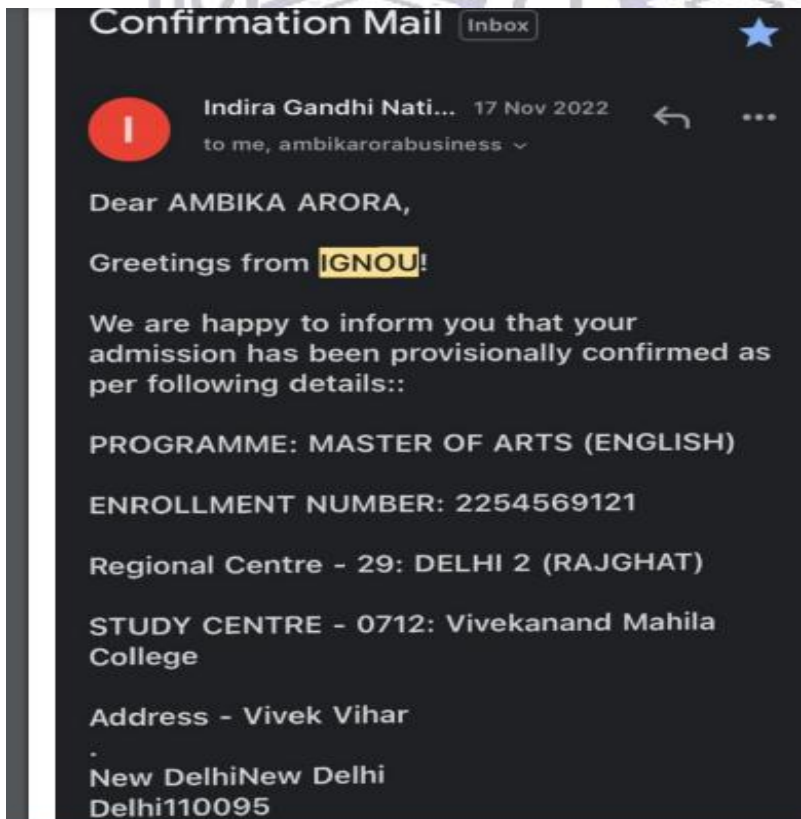 Confirmation Mail Inbox
I
Indira Gandhi Nati... 17 Nov 2022
to me, ambikarorabusiness
Dear AMBIKA ARORA,
Greetings from IGNOU!
We are happy to inform you that your
admission has been provisionally confirmed as
per following details::
PROGRAMME: MASTER OF ARTS (ENGLISH)
ENROLLMENT NUMBER: 2254569121
Regional Centre - 29: DELHI 2 (RAJGHAT)
STUDY CENTRE - 0712: Vivekanand Mahila
College
Address - Vivek Vihar
.
New DelhiNew Delhi
Delhi110095